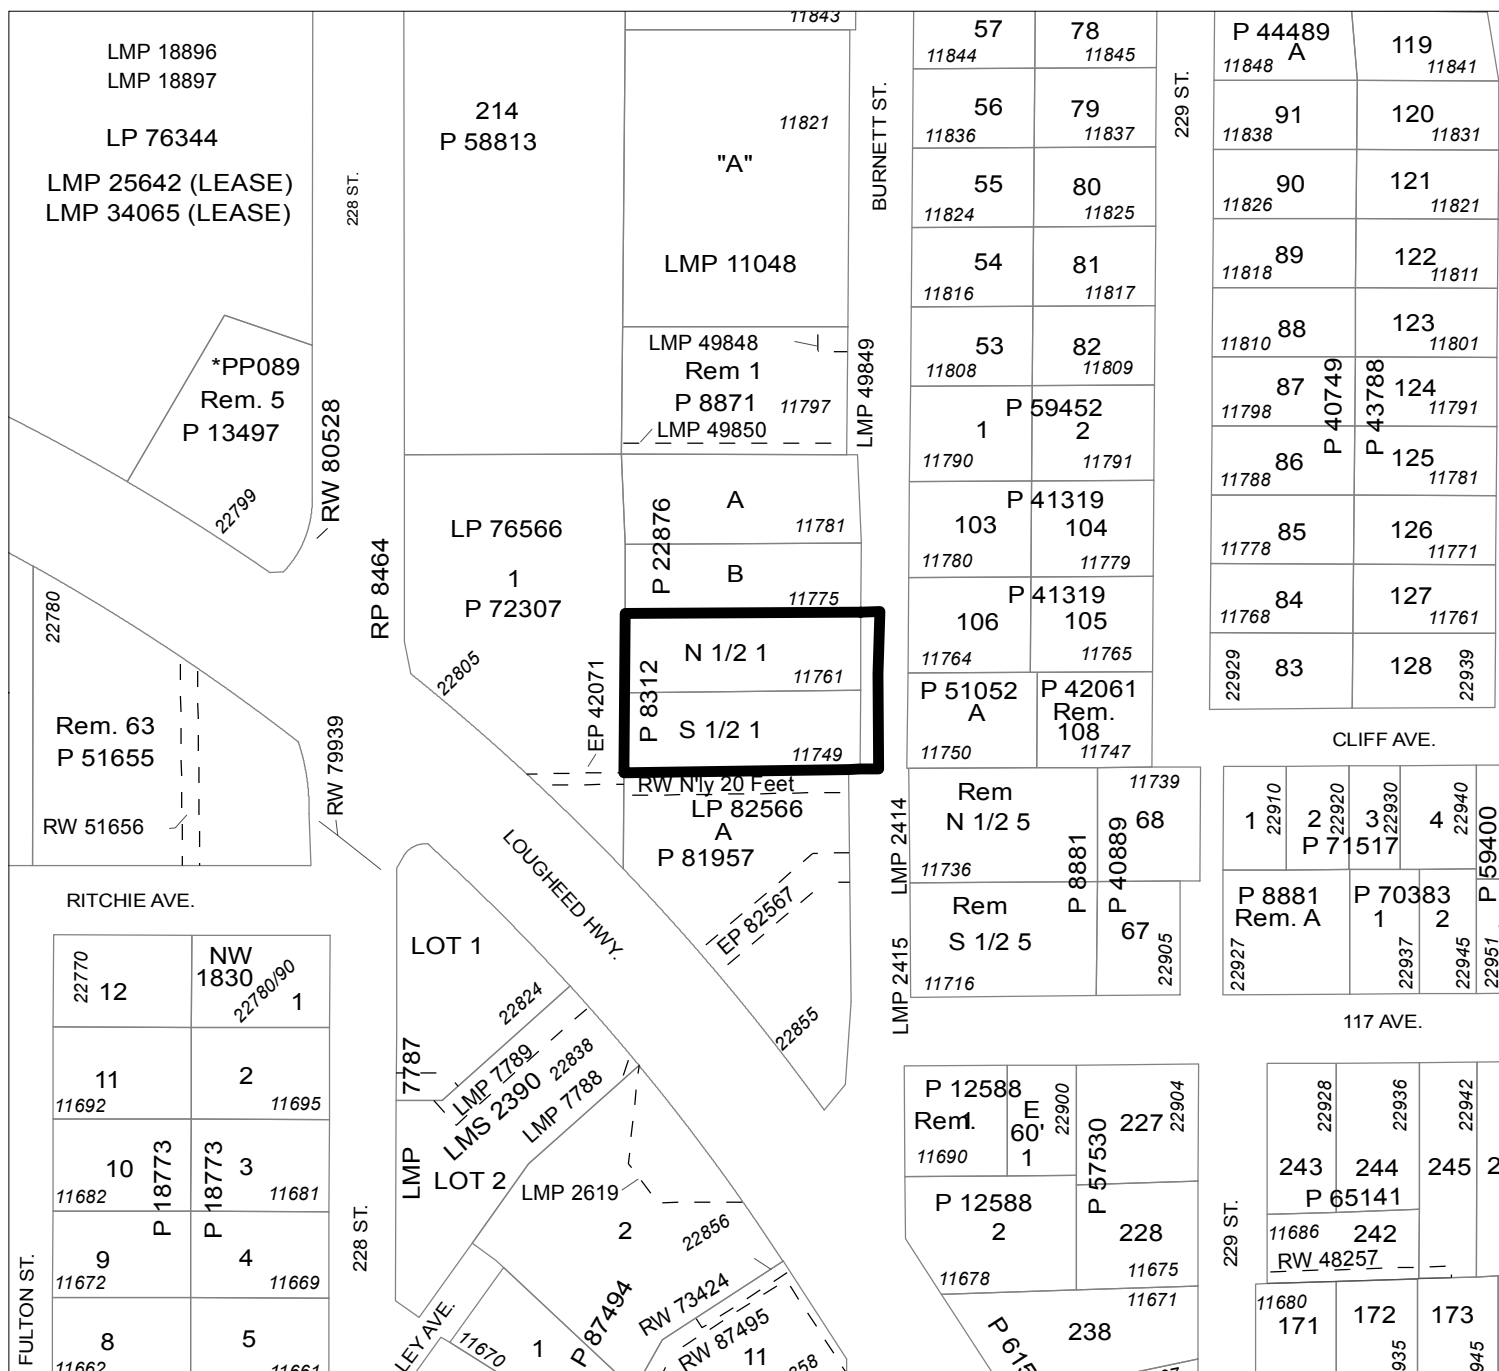 11843
LMP 18896
LMP 18897
LP 76344
LMP 25642 (LEASE)
LMP 34065 (LEASE)
228 ST.
*PP089
Rem. 5
P 13497
22799
RW 80528
214
P 58813
11821
"A"
LMP 11048
LMP 49848
Rem 1
P 8871
11797
LMP 49850
LMP 49849
BURNETT ST.
57
11844
78
11845
56
11836
79
11837
55
11824
80
11825
54
11816
81
11817
53
11808
82
11809
P 59452
1
11790
2
11791
P 41319
103
11780
104
11779
P 41319
106
11764
105
11765
P 51052
A
11750
P 42061
Rem.
108
11747
229 ST.
P 44489
A
11848
119
11841
91
11838
120
11831
90
11826
121
11821
89
11818
122
11811
88
11810
123
11801
87
11798
P 40749
P 43788
124
11791
86
11788
125
11781
85
11778
126
11771
84
11768
127
11761
22929
83
128
22939
CLIFF AVE.
RP 8464
LP 76566
1
P 72307
22805
P 22876
A
11781
B
11775
EP 42071
P 8312
N 1/2 1
11761
S 1/2 1
11749
RW N'ly 20 Feet
LP 82566
A
P 81957
EP 82567
22855
22780
Rem. 63
P 51655
RW 51656
RW 79939
RITCHIE AVE.
LOUGHEED HWY.
LMP 2414
LMP 2415
Rem
N 1/2 5
11736
11739
68
P 8881
P 40889
Rem
S 1/2 5
11716
67
22905
1
22910
2
22920
3
22930
4
22940
P 71517
P 59400
P 8881
Rem. A
22927
P 70383
1
22937
2
22945
22951
117 AVE.
22770
12
NW
1830
22780/90
1
11
11692
2
11695
10
11682
P 18773
P 18773
3
11681
9
11672
4
11669
8
11662
5
11661
FULTON ST.
228 ST.
LOT 1
22824
7787
LMP
LMP 7789
22838
LMS 2390
LMP 7788
LOT 2
LMP 2619
2
22856
P 87494
RW 73424
RW 87495
11
858
LEY AVE.
11670
1
P 12588
Rem.
1
11690
E
60'
1
22900
P 57530
227
22904
P 12588
2
11678
228
11675
11671
238
P 615
229 ST.
22928
22936
22942
243
244
245
2
P 65141
11686
242
RW 48257
11680
171
172
935
173
945